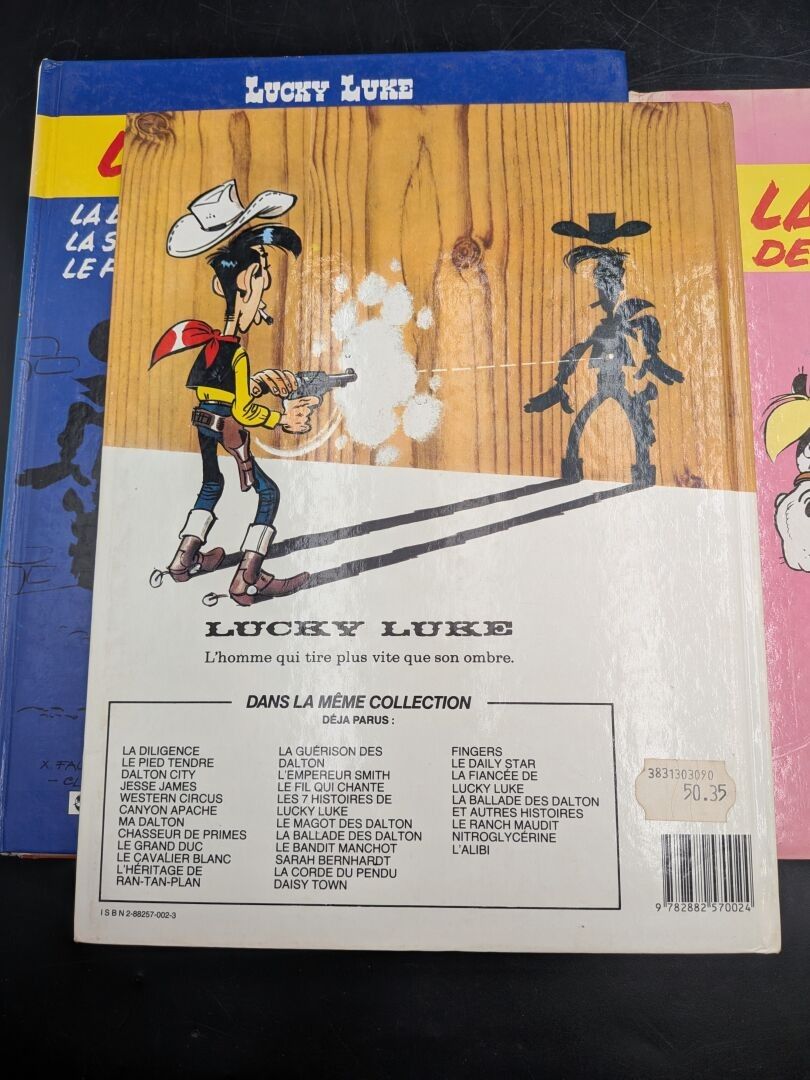 LUCKY LUKE
LA
LA S
LE F
LA
DE
LUCKY LUKE
L'homme qui tire plus vite que son ombre.
DANS LA MÊME COLLECTION
DÉJA PARUS :
LA DILIGENCE
LE PIED TENDRE
DALTON CITY
JESSE JAMES
WESTERN CIRCUS
CANYON APACHE
MA DALTON
CHASSEUR DE PRIMES
LE GRAND DUC
LE CAVALIER BLANC
L'HÉRITAGE DE
RAN-TAN-PLAN
LA GUÉRISON DES
DALTON
L'EMPEREUR SMITH
LE FIL QUI CHANTE
LES 7 HISTOIRES DE
LUCKY LUKE
LE MAGOT DES DALTON
LA BALLADE DES DALTON
LE BANDIT MANCHOT
SARAH BERNHARDT
LA CORDE DU PENDU
DAISY TOWN
FINGERS
LE DAILY STAR
LA FIANCÉE DE
LUCKY LUKE
LA BALLADE DES DALTON
ET AUTRES HISTOIRES
LE RANCH MAUDIT
NITROGLYCÉRINE
L'ALIBI
3831303090
50.35
ISBN 2-88257-002-3
9 782882 570024